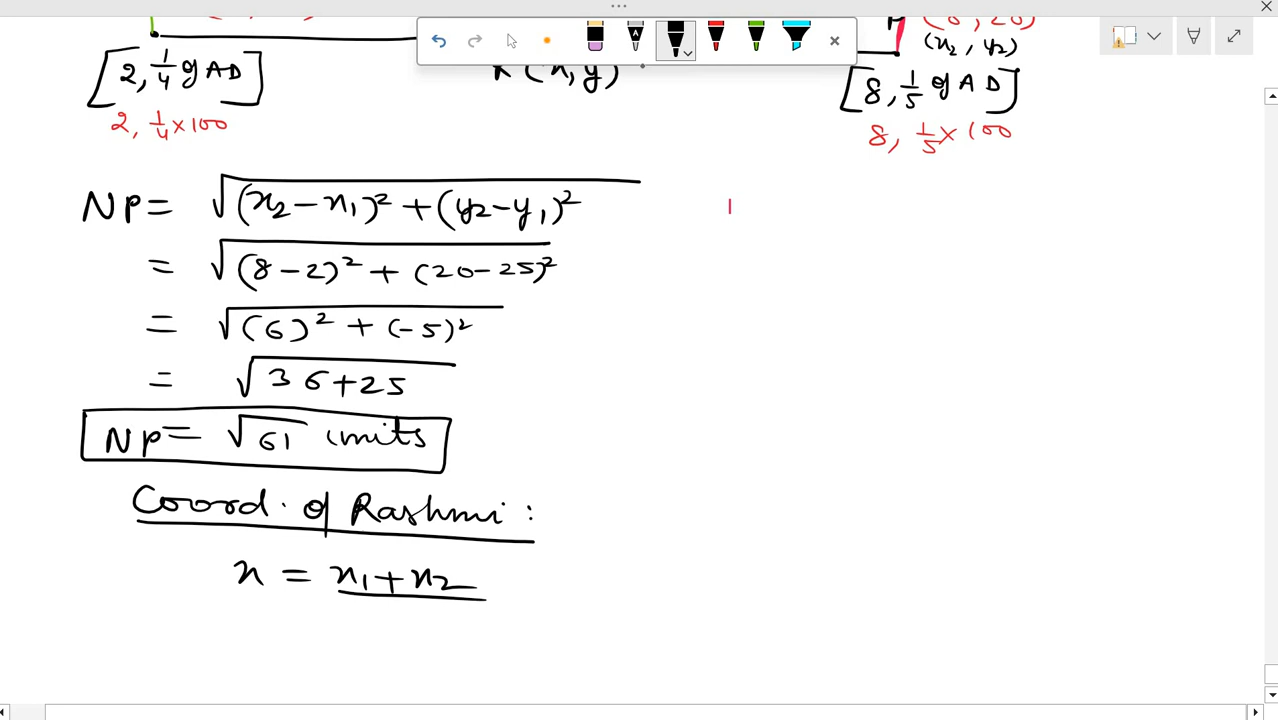 (8, 20)
(x₂, y₂)
[2, 1/4 of AD]
R (x, y)
[8, 1/5 of AD]
2, 1/4 × 100
8, 1/5 × 100
NP = √(x₂ − x₁)² + (y₂ − y₁)²
= √(8 − 2)² + (20 − 25)²
= √(6)² + (−5)²
= √36 + 25
NP = √61 units
Coord. of Rashmi :
x = x₁ + x₂